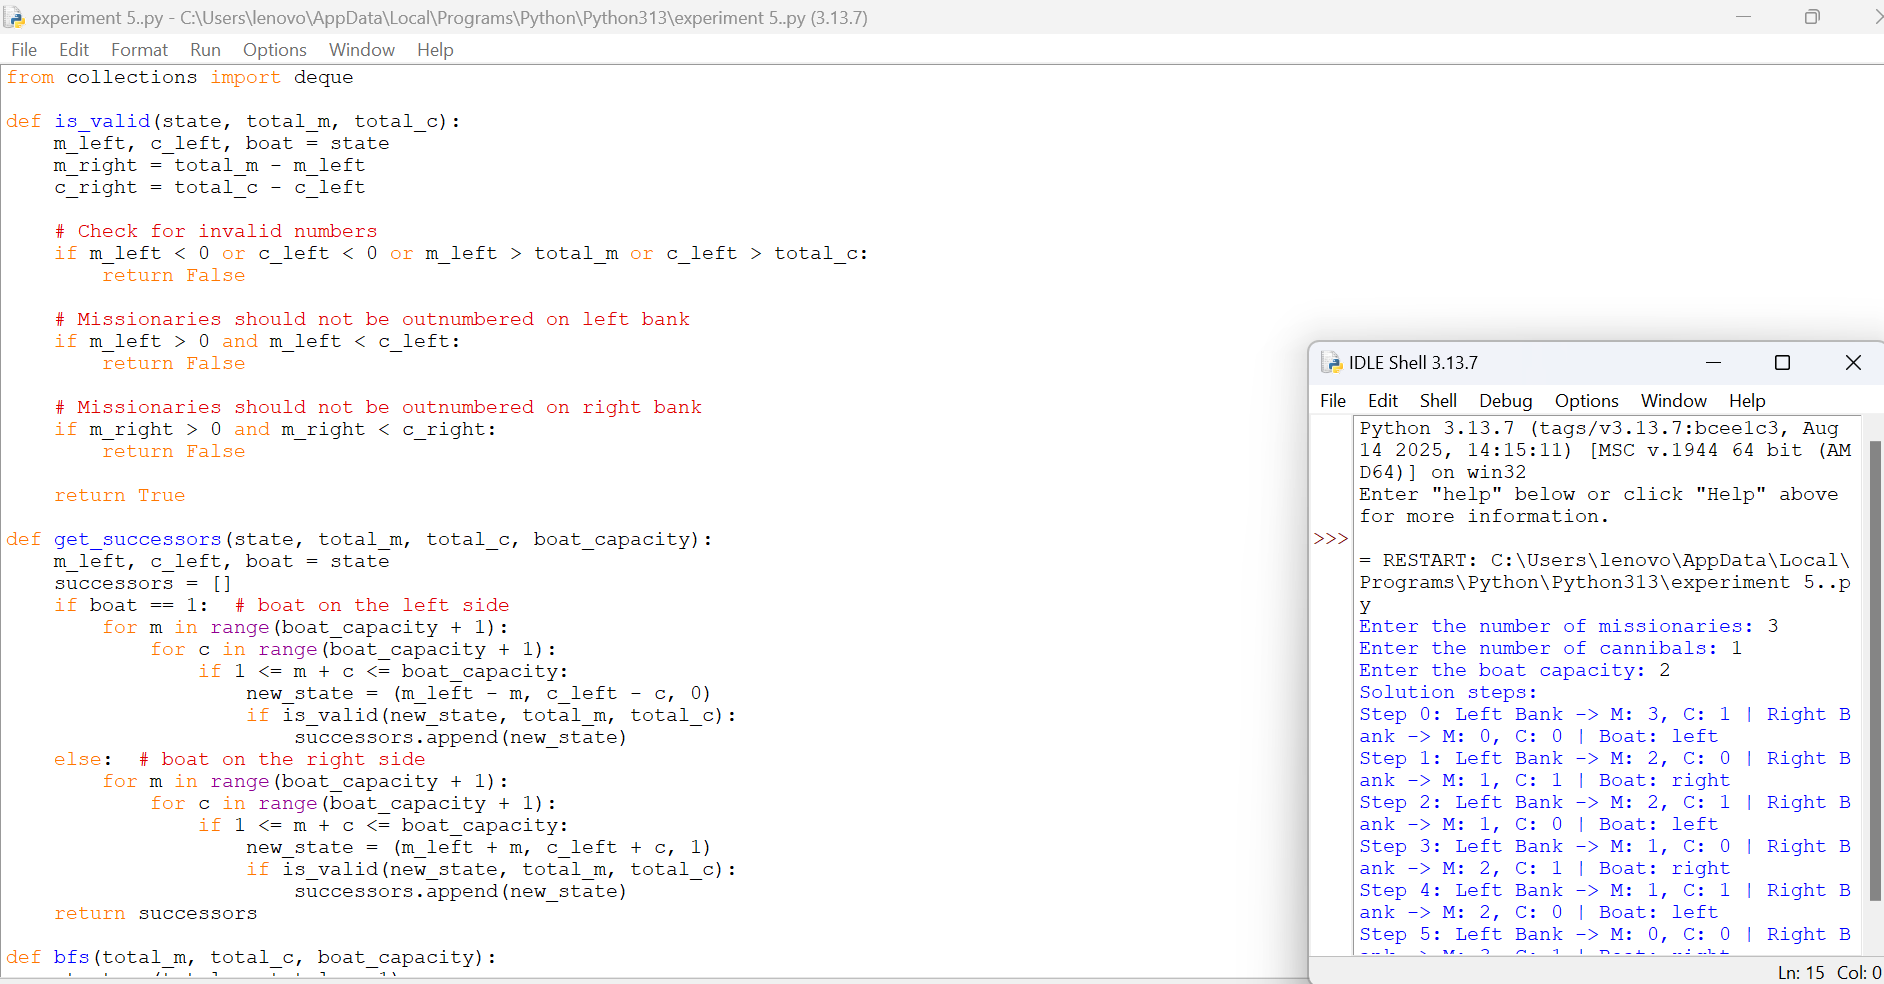 experiment 5..py - C:\Users\lenovo\AppData\Local\Programs\Python\Python313\experiment 5..py (3.13.7)
File Edit Format Run Options Window Help
from collections import deque
def is_valid(state, total_m, total_c):
    m_left, c_left, boat = state
    m_right = total_m - m_left
    c_right = total_c - c_left
    # Check for invalid numbers
    if m_left < 0 or c_left < 0 or m_left > total_m or c_left > total_c:
        return False
    # Missionaries should not be outnumbered on left bank
    if m_left > 0 and m_left < c_left:
        return False
    # Missionaries should not be outnumbered on right bank
    if m_right > 0 and m_right < c_right:
        return False
    return True
def get_successors(state, total_m, total_c, boat_capacity):
    m_left, c_left, boat = state
    successors = []
    if boat == 1:  # boat on the left side
        for m in range(boat_capacity + 1):
            for c in range(boat_capacity + 1):
                if 1 <= m + c <= boat_capacity:
                    new_state = (m_left - m, c_left - c, 0)
                    if is_valid(new_state, total_m, total_c):
                        successors.append(new_state)
    else:  # boat on the right side
        for m in range(boat_capacity + 1):
            for c in range(boat_capacity + 1):
                if 1 <= m + c <= boat_capacity:
                    new_state = (m_left + m, c_left + c, 1)
                    if is_valid(new_state, total_m, total_c):
                        successors.append(new_state)
    return successors
def bfs(total_m, total_c, boat_capacity):
IDLE Shell 3.13.7
File Edit Shell Debug Options Window Help
Python 3.13.7 (tags/v3.13.7:bcee1c3, Aug
14 2025, 14:15:11) [MSC v.1944 64 bit (AM
D64)] on win32
Enter "help" below or click "Help" above
for more information.
>>>
= RESTART: C:\Users\lenovo\AppData\Local\
Programs\Python\Python313\experiment 5..p
y
Enter the number of missionaries: 3
Enter the number of cannibals: 1
Enter the boat capacity: 2
Solution steps:
Step 0: Left Bank -> M: 3, C: 1 | Right B
ank -> M: 0, C: 0 | Boat: left
Step 1: Left Bank -> M: 2, C: 0 | Right B
ank -> M: 1, C: 1 | Boat: right
Step 2: Left Bank -> M: 2, C: 1 | Right B
ank -> M: 1, C: 0 | Boat: left
Step 3: Left Bank -> M: 1, C: 0 | Right B
ank -> M: 2, C: 1 | Boat: right
Step 4: Left Bank -> M: 1, C: 1 | Right B
ank -> M: 2, C: 0 | Boat: left
Step 5: Left Bank -> M: 0, C: 0 | Right B
Ln: 15 Col: 0